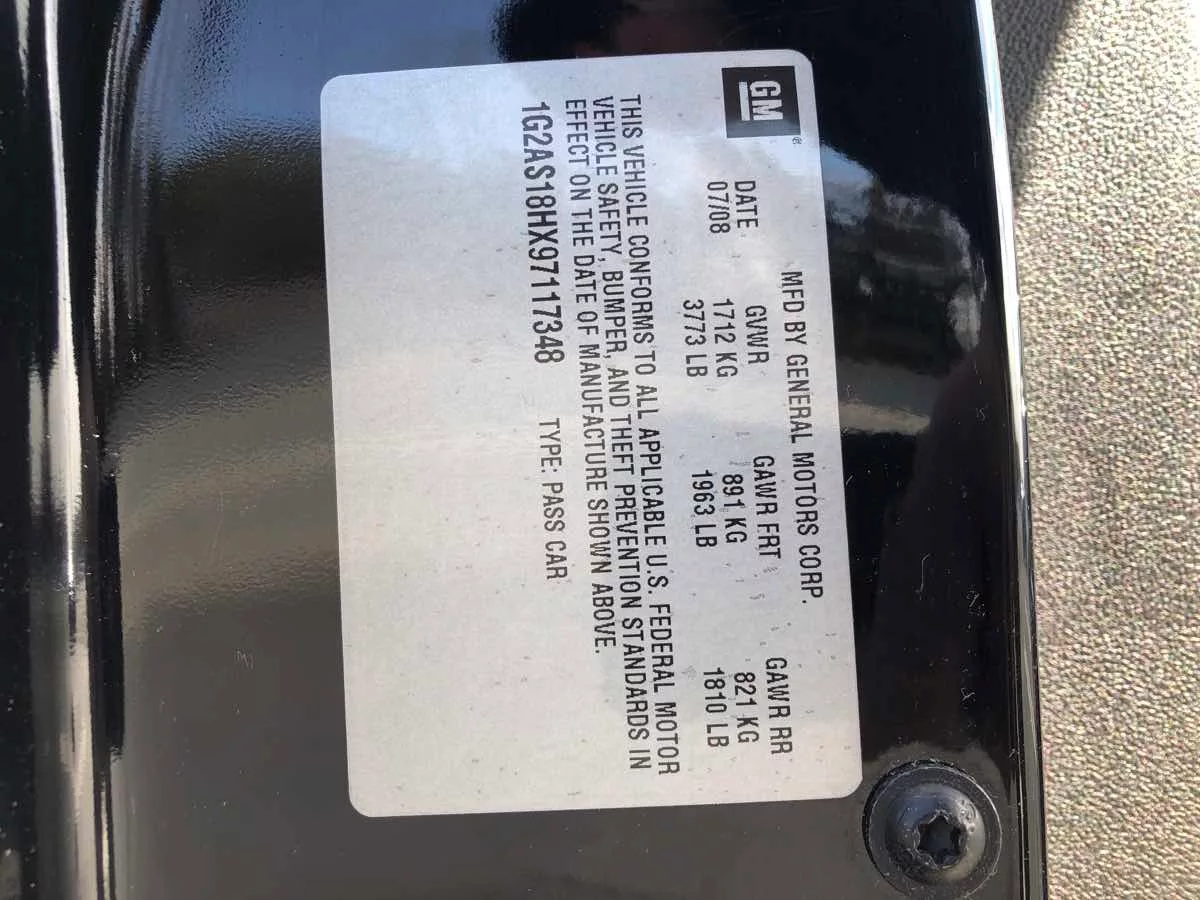 GM®
MFD BY GENERAL MOTORS CORP.
DATE GVWR GAWR FRT GAWR RR
07/08 1712 KG 891 KG 821 KG
3773 LB 1963 LB 1810 LB
THIS VEHICLE CONFORMS TO ALL APPLICABLE U.S. FEDERAL MOTOR
VEHICLE SAFETY, BUMPER, AND THEFT PREVENTION STANDARDS IN
EFFECT ON THE DATE OF MANUFACTURE SHOWN ABOVE.
1G2AS18HX97117348 TYPE: PASS CAR